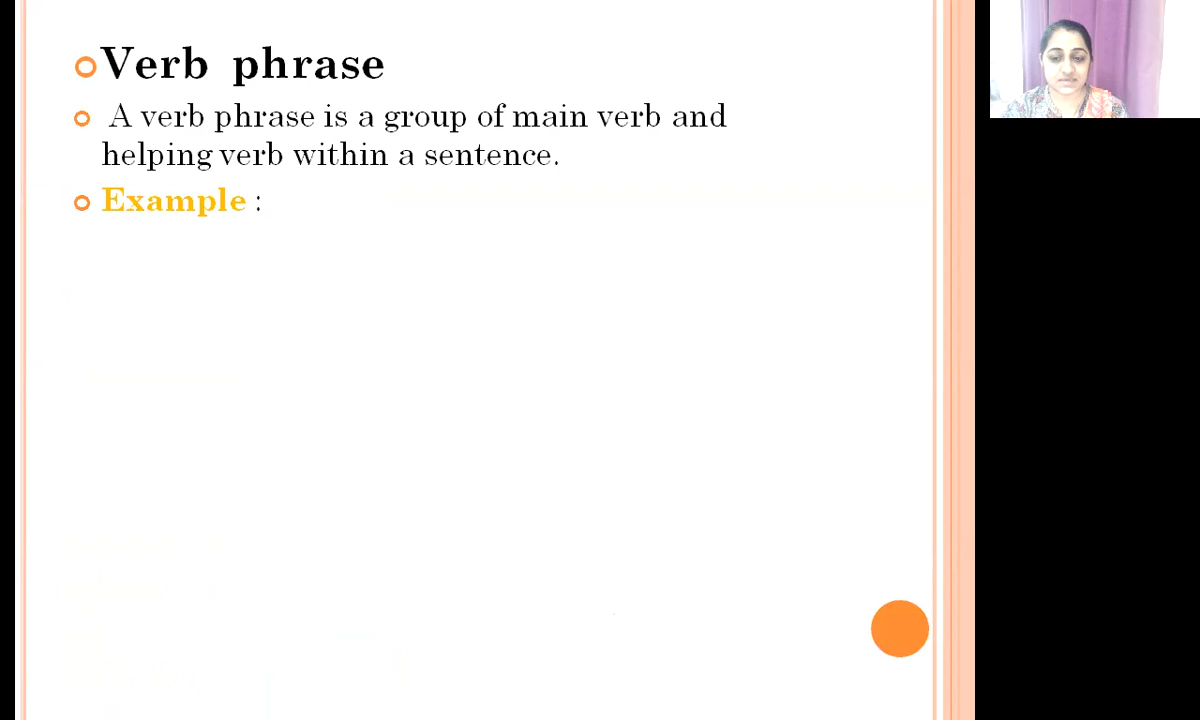 Verb phrase
A verb phrase is a group of main verb and
helping verb within a sentence.
Example :